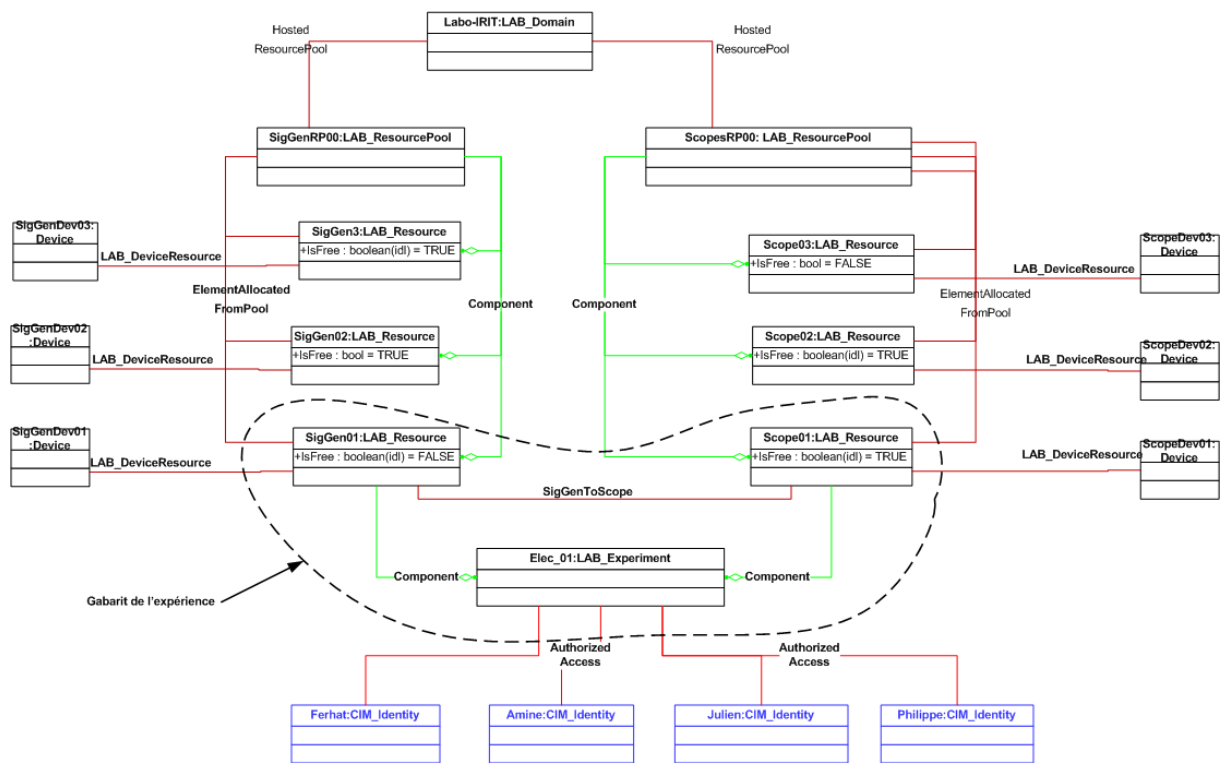 Labo-IRIT:LAB_Domain
Hosted
ResourcePool
Hosted
ResourcePool
SigGenRP00:LAB_ResourcePool
ScopesRP00: LAB_ResourcePool
SigGenDev03:
Device
LAB_DeviceResource
SigGen3:LAB_Resource
+IsFree : boolean(idl) = TRUE
Scope03:LAB_Resource
+IsFree : bool = FALSE
LAB_DeviceResource
ScopeDev03:
Device
ElementAllocated
FromPool
Component
Component
ElementAllocated
FromPool
SigGenDev02
:Device
LAB_DeviceResource
SigGen02:LAB_Resource
+IsFree : bool = TRUE
Scope02:LAB_Resource
+IsFree : boolean(idl) = TRUE
LAB_DeviceResource
ScopeDev02:
Device
SigGenDev01
:Device
LAB_DeviceResource
SigGen01:LAB_Resource
+IsFree : boolean(idl) = FALSE
Scope01:LAB_Resource
+IsFree : boolean(idl) = TRUE
LAB_DeviceResource
ScopeDev01:
Device
SigGenToScope
Elec_01:LAB_Experiment
Component
Component
Gabarit de l'expérience
Authorized
Access
Authorized
Access
Ferhat:CIM_Identity
Amine:CIM_Identity
Julien:CIM_Identity
Philippe:CIM_Identity